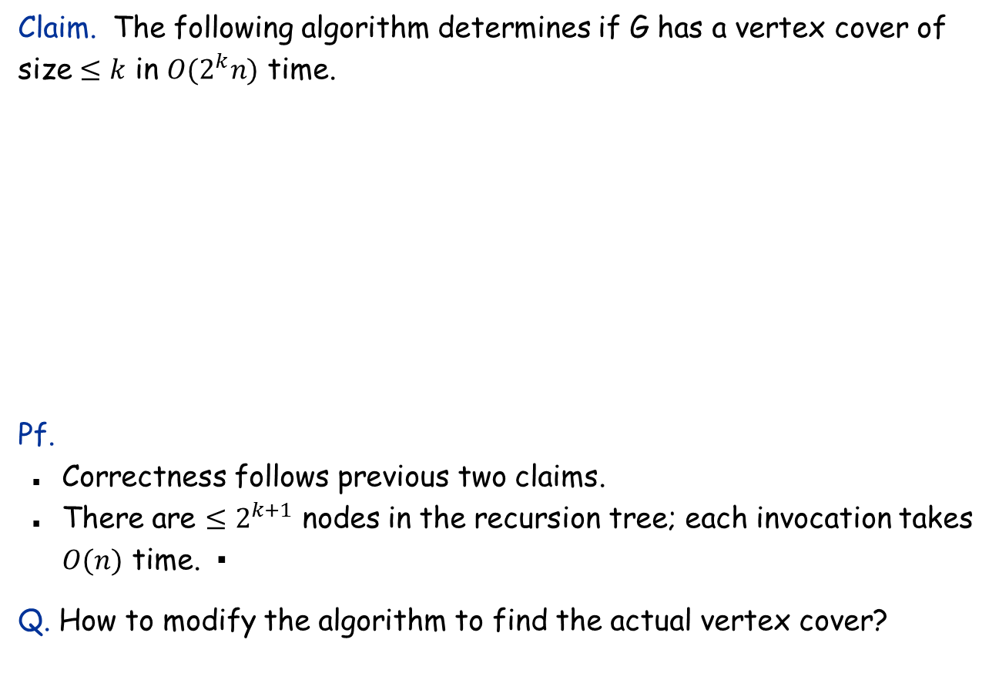 Claim. The following algorithm determines if G has a vertex cover of
size ≤ k in O(2^k n) time.
Pf.
▪ Correctness follows previous two claims.
▪ There are ≤ 2^{k+1} nodes in the recursion tree; each invocation takes
O(n) time. ▪
Q. How to modify the algorithm to find the actual vertex cover?